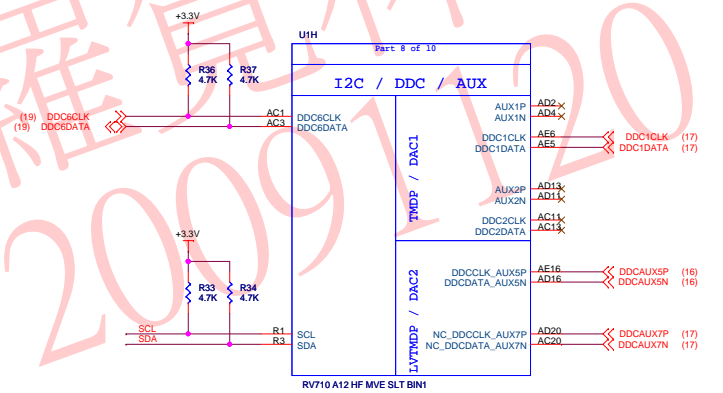 +3.3V
U1H
Part 8 of 10
I2C / DDC / AUX
R36
4.7K
R37
4.7K
(19) DDC6CLK
(19) DDC6DATA
AC1
AC3
DDC6CLK
DDC6DATA
AUX1P AD2
AUX1N AD4
DDC1CLK AE6 DDC1CLK (17)
DDC1DATA AE5 DDC1DATA (17)
TMDP / DAC1
AUX2P AD13
AUX2N AD11
DDC2CLK AC11
DDC2DATA AC13
+3.3V
R33
4.7K
R34
4.7K
LVTMDP / DAC2
DDCCLK_AUX5P AE16 DDCAUX5P (16)
DDCDATA_AUX5N AD16 DDCAUX5N (16)
SCL R1 SCL
SDA R3 SDA
NC_DDCCLK_AUX7P AD20 DDCAUX7P (17)
NC_DDCDATA_AUX7N AC20 DDCAUX7N (17)
RV710 A12 HF MVE SLT BIN1
20091120